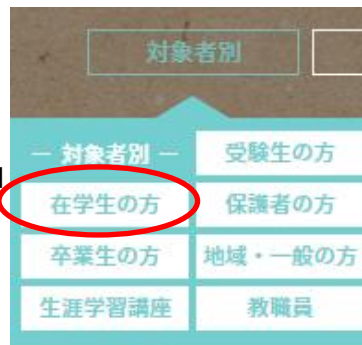 対象者別
― 対象者別 ―
受験生の方
在学生の方
保護者の方
卒業生の方
地域・一般の方
生涯学習講座
教職員